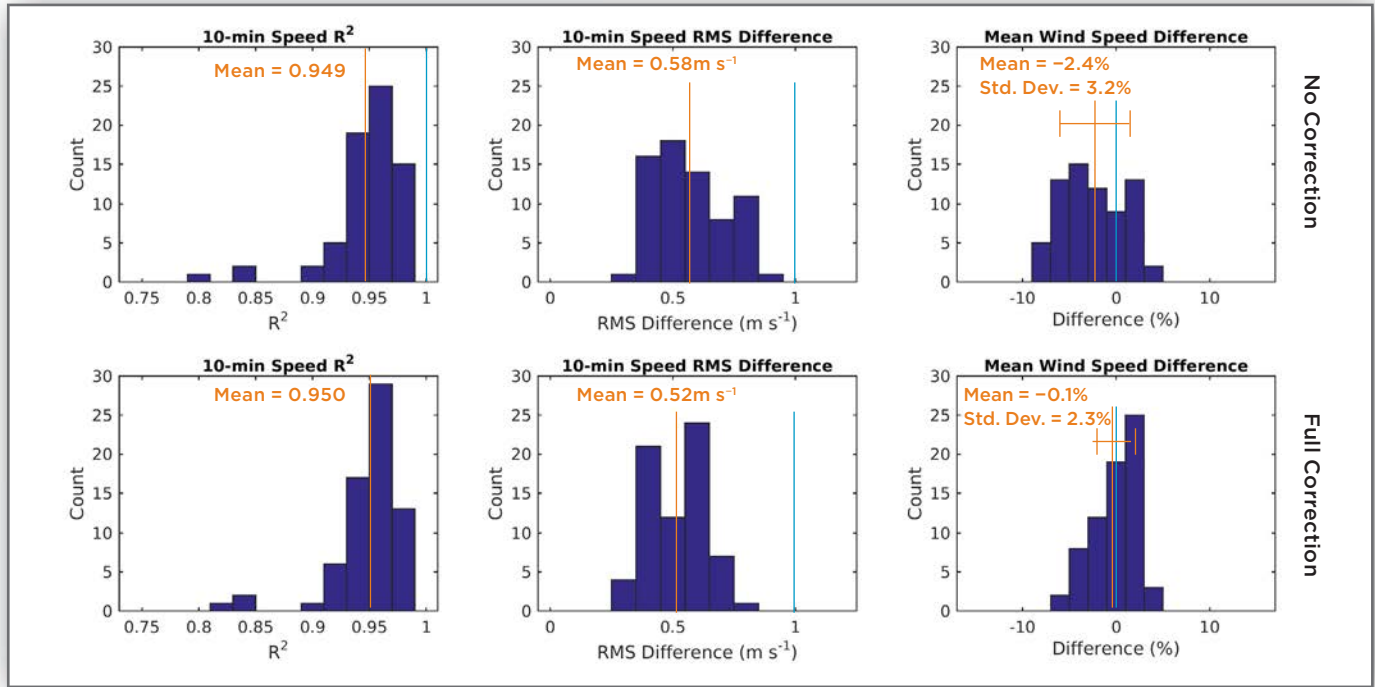 10-min Speed R²
Mean = 0.949
30
25
20
15
10
5
0
Count
0.75 0.8 0.85 0.9 0.95 1
R²
10-min Speed RMS Difference
Mean = 0.58m s⁻¹
30
25
20
15
10
5
0
Count
0 0.5 1
RMS Difference (m s⁻¹)
Mean Wind Speed Difference
Mean = −2.4%
Std. Dev. = 3.2%
30
25
20
15
10
5
0
Count
-10 0 10
Difference (%)
No Correction
10-min Speed R²
Mean = 0.950
30
25
20
15
10
5
0
Count
0.75 0.8 0.85 0.9 0.95 1
R²
10-min Speed RMS Difference
Mean = 0.52m s⁻¹
30
25
20
15
10
5
0
Count
0 0.5 1
RMS Difference (m s⁻¹)
Mean Wind Speed Difference
Mean = −0.1%
Std. Dev. = 2.3%
30
25
20
15
10
5
0
Count
-10 0 10
Difference (%)
Full Correction